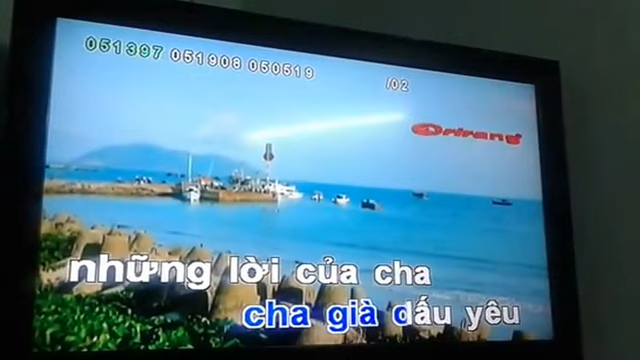 051397 051908 050519 /02
Arirang
những lời của cha
cha già dấu yêu